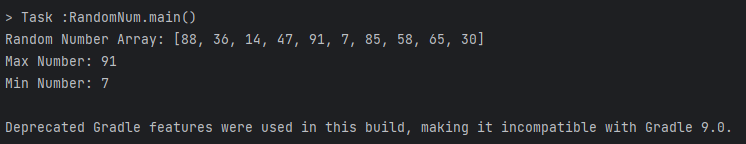 > Task :RandomNum.main()
Random Number Array: [88, 36, 14, 47, 91, 7, 85, 58, 65, 30]
Max Number: 91
Min Number: 7
Deprecated Gradle features were used in this build, making it incompatible with Gradle 9.0.